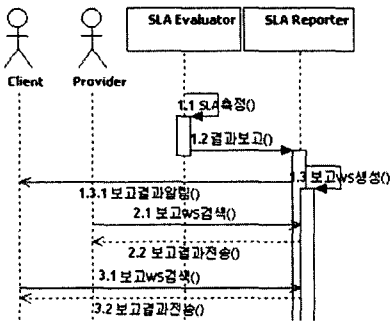 SLA Evaluator
SLA Reporter
Client
Provider
1.1 SLA측정()
1.2 결과보고()
1.3 보고WS생성()
1.3.1 보고결과알림()
2.1 보고WS검색()
2.2 보고결과전송()
3.1 보고WS검색()
3.2 보고결과전송()